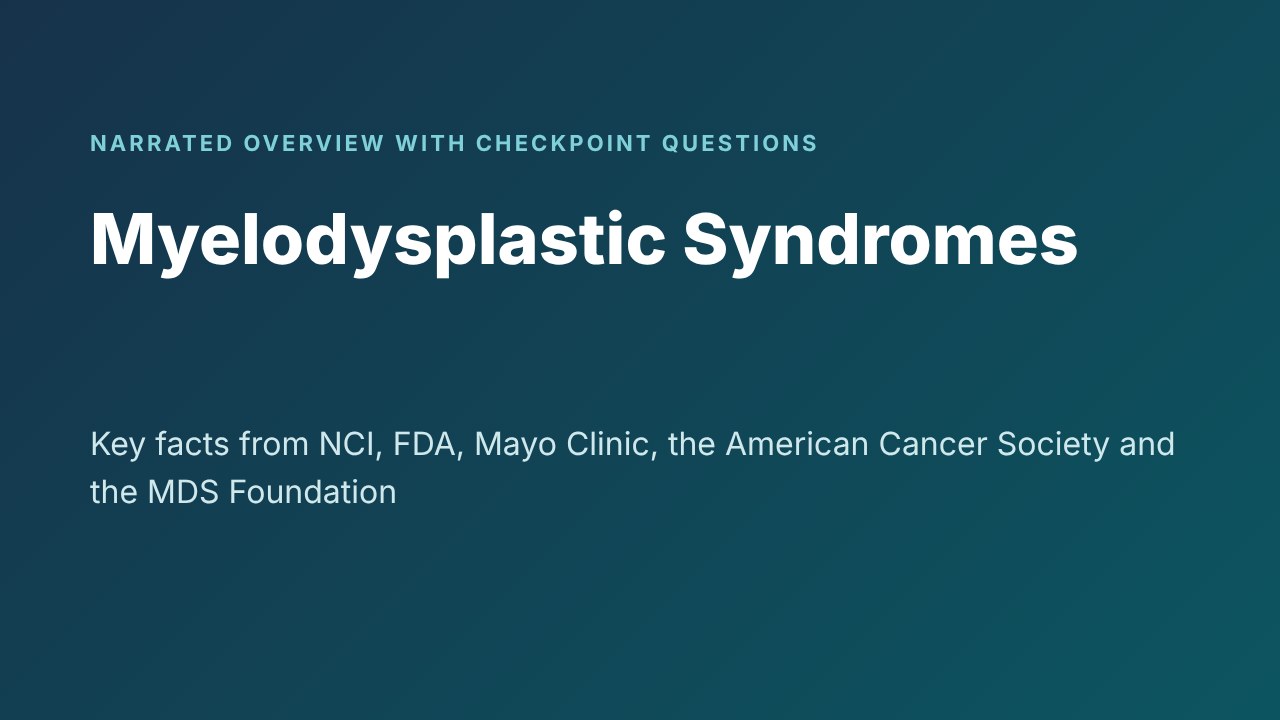 NARRATED OVERVIEW WITH CHECKPOINT QUESTIONS
Myelodysplastic Syndromes
Key facts from NCI, FDA, Mayo Clinic, the American Cancer Society and
the MDS Foundation